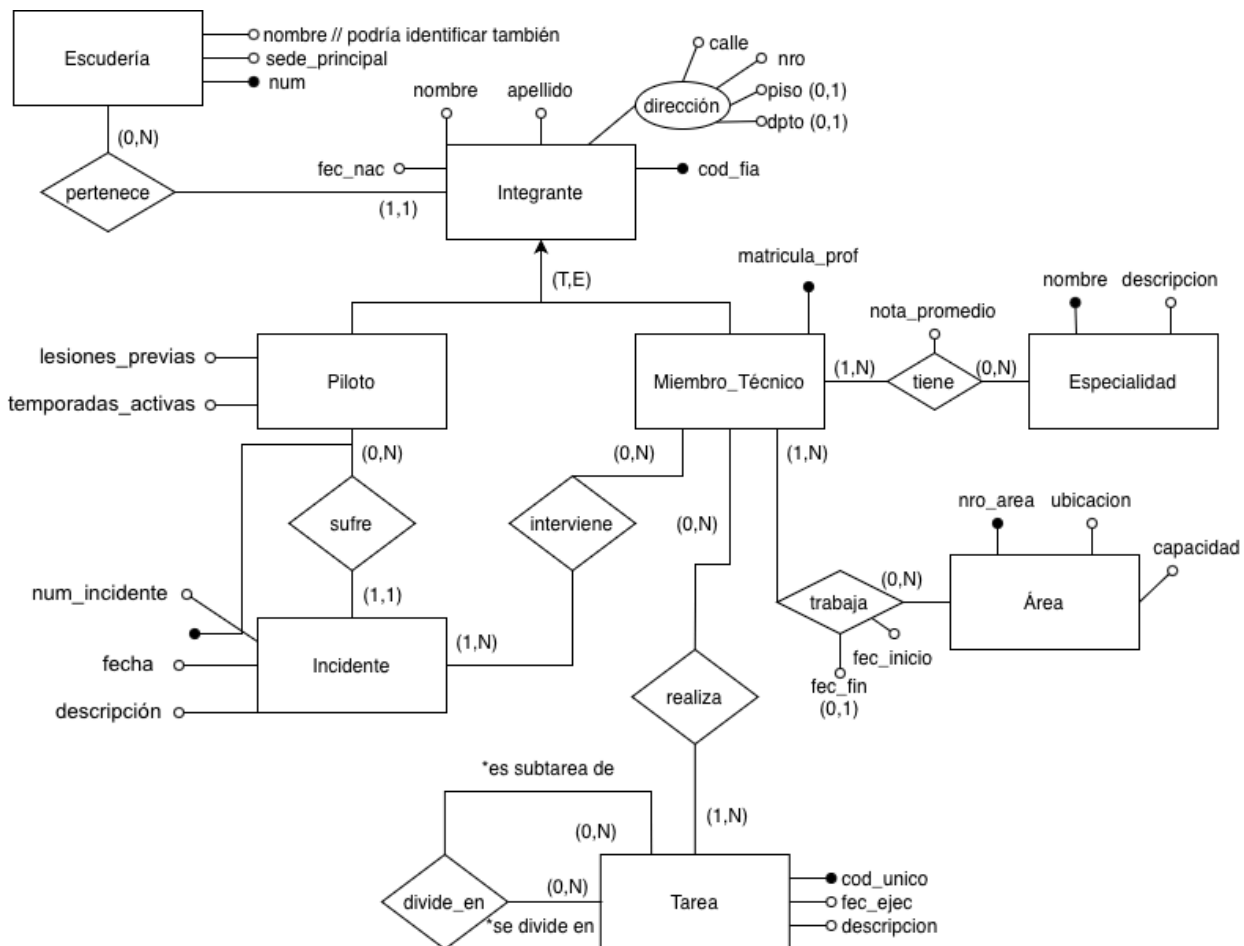 Escudería
nombre // podría identificar también
sede_principal
num
(0,N)
pertenece
(1,1)
nombre
apellido
calle
nro
dirección
piso (0,1)
dpto (0,1)
fec_nac
Integrante
cod_fia
(T,E)
matricula_prof
nombre
descripcion
nota_promedio
lesiones_previas
temporadas_activas
Piloto
Miembro_Técnico
(1,N)
tiene
(0,N)
Especialidad
(0,N)
(0,N)
(1,N)
sufre
interviene
(0,N)
nro_area
ubicacion
capacidad
num_incidente
(1,1)
(0,N)
trabaja
Área
(1,N)
fecha
Incidente
fec_inicio
fec_fin
(0,1)
descripción
realiza
*es subtarea de
(0,N)
(1,N)
divide_en
(0,N)
*se divide en
Tarea
cod_unico
fec_ejec
descripcion